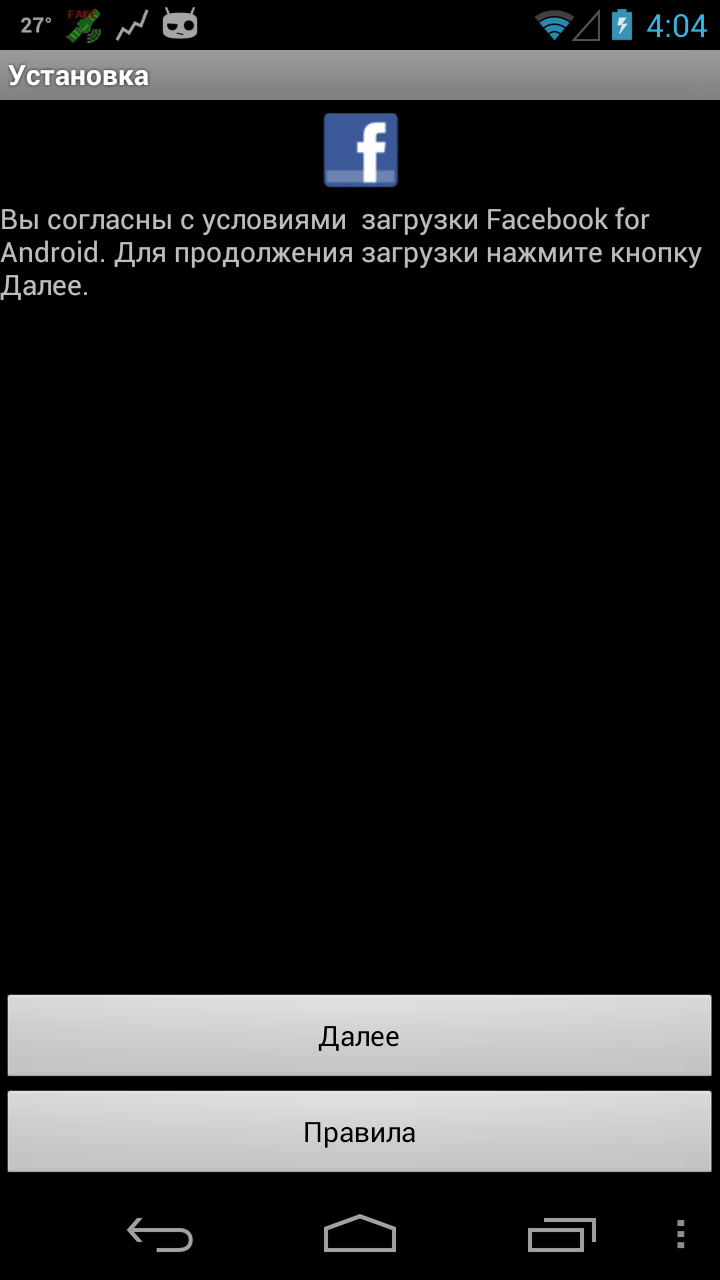 27° FAKE 4:04
Установка
Вы согласны с условиями  загрузки Facebook for
Android. Для продолжения загрузки нажмите кнопку
Далее.
Далее
Правила